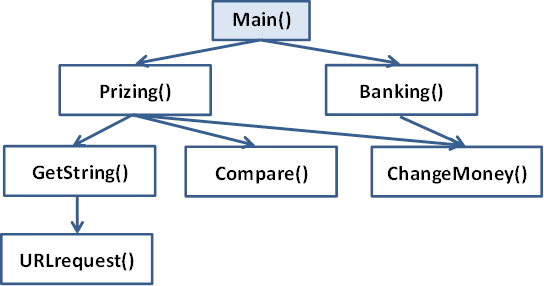 Main()
Prizing()
Banking()
GetString()
Compare()
ChangeMoney()
URLrequest()